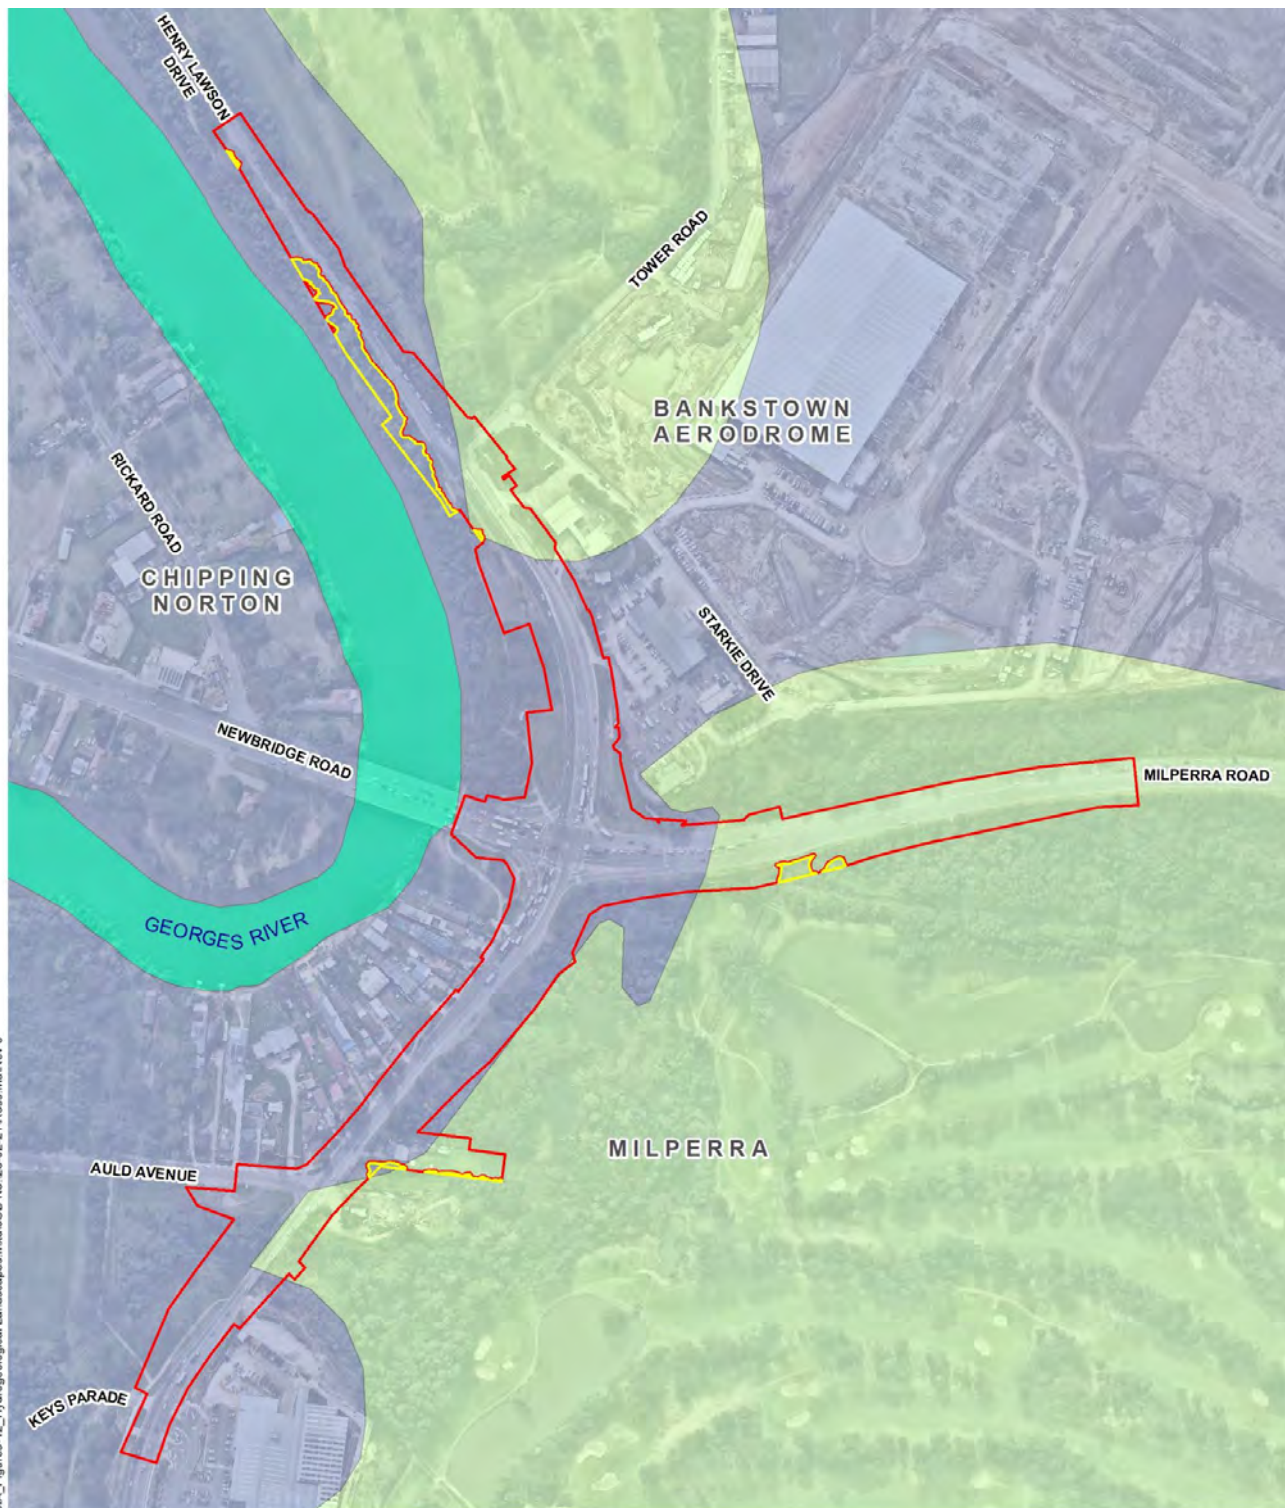 HENRY LAWSON
DRIVE
TOWER ROAD
BANKSTOWN
AERODROME
RICKARD ROAD
CHIPPING
NORTON
STARKIE DRIVE
NEWBRIDGE ROAD
MILPERRA ROAD
GEORGES RIVER
MILPERRA
AULD AVENUE
KEYS PARADE